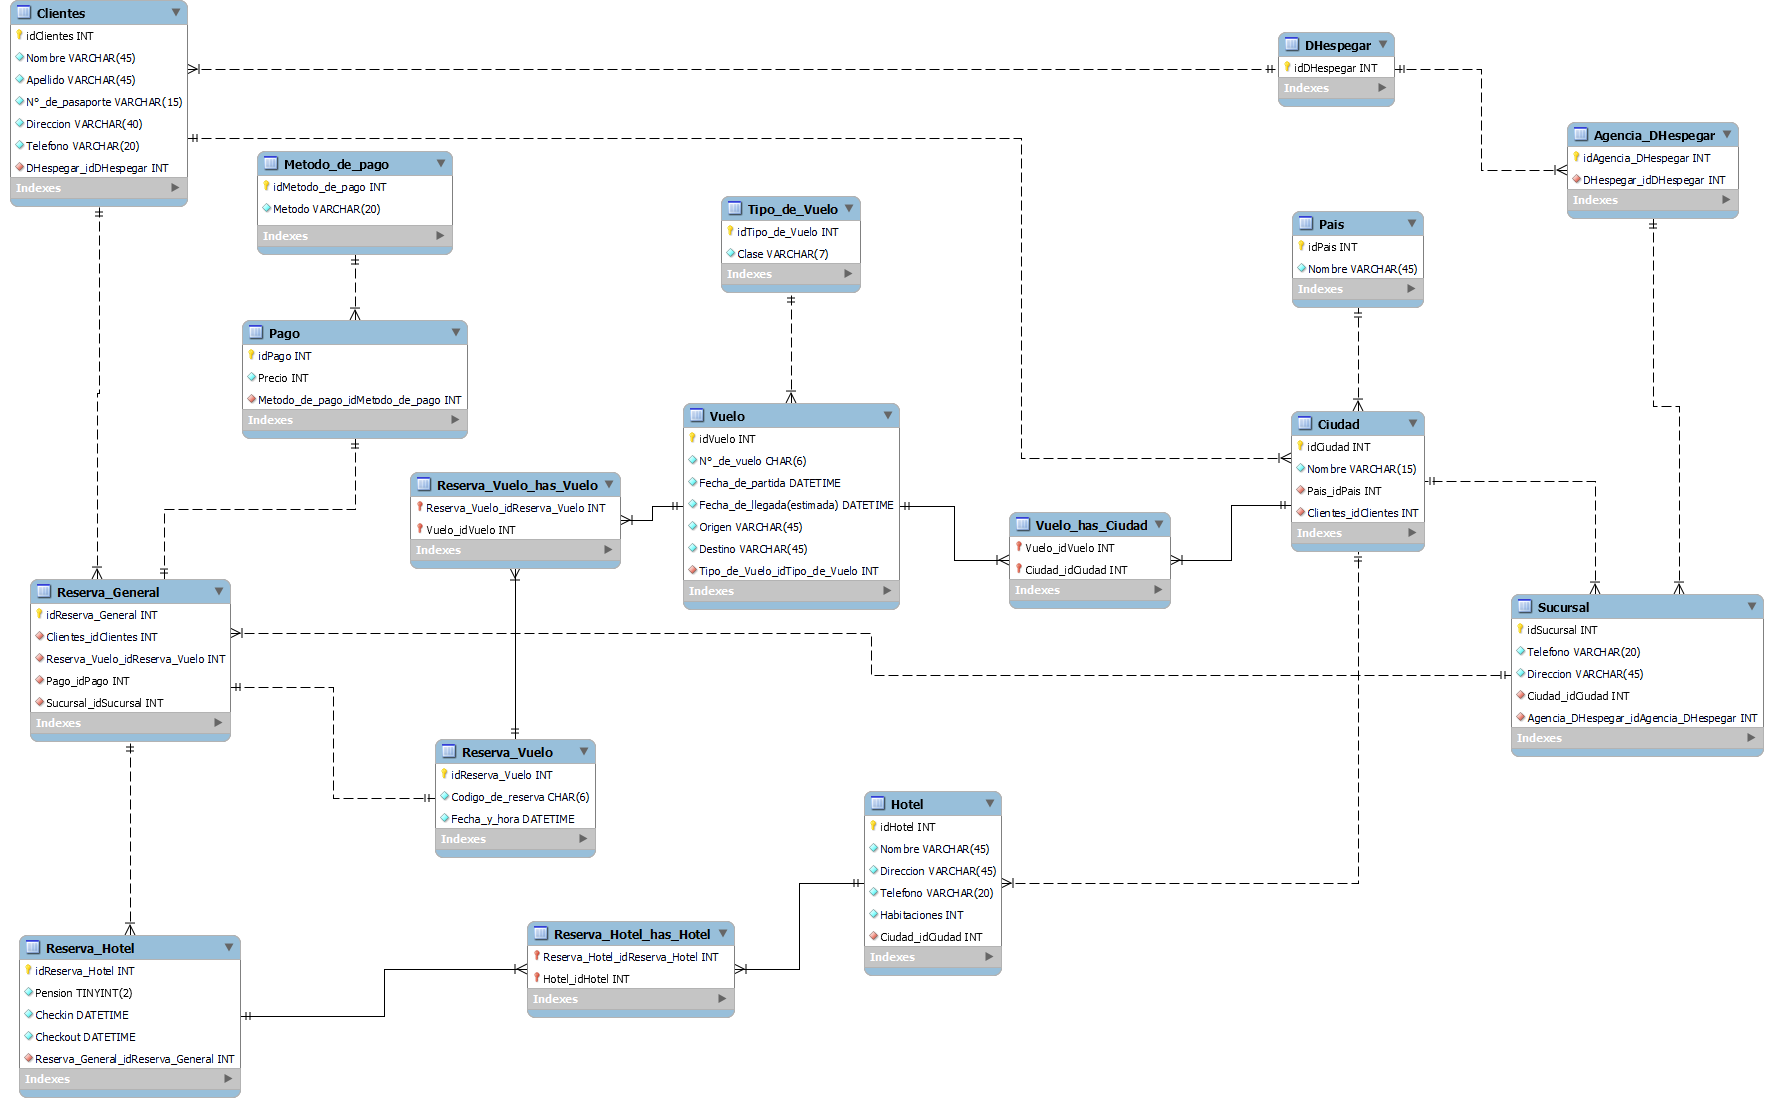 Clientes
idClientes INT
Nombre VARCHAR(45)
Apellido VARCHAR(45)
N°_de_pasaporte VARCHAR(15)
Direccion VARCHAR(40)
Telefono VARCHAR(20)
DHespegar_idDHespegar INT
Indexes
DHespegar
idDHespegar INT
Indexes
Agencia_DHespegar
idAgencia_DHespegar INT
DHespegar_idDHespegar INT
Indexes
Metodo_de_pago
idMetodo_de_pago INT
Metodo VARCHAR(20)
Indexes
Tipo_de_Vuelo
idTipo_de_Vuelo INT
Clase VARCHAR(7)
Indexes
Pais
idPais INT
Nombre VARCHAR(45)
Indexes
Pago
idPago INT
Precio INT
Metodo_de_pago_idMetodo_de_pago INT
Indexes
Vuelo
idVuelo INT
N°_de_vuelo CHAR(6)
Fecha_de_partida DATETIME
Fecha_de_llegada(estimada) DATETIME
Origen VARCHAR(45)
Destino VARCHAR(45)
Tipo_de_Vuelo_idTipo_de_Vuelo INT
Indexes
Ciudad
idCiudad INT
Nombre VARCHAR(15)
Pais_idPais INT
Clientes_idClientes INT
Indexes
Reserva_Vuelo_has_Vuelo
Reserva_Vuelo_idReserva_Vuelo INT
Vuelo_idVuelo INT
Indexes
Vuelo_has_Ciudad
Vuelo_idVuelo INT
Ciudad_idCiudad INT
Indexes
Reserva_General
idReserva_General INT
Clientes_idClientes INT
Reserva_Vuelo_idReserva_Vuelo INT
Pago_idPago INT
Sucursal_idSucursal INT
Indexes
Sucursal
idSucursal INT
Telefono VARCHAR(20)
Direccion VARCHAR(45)
Ciudad_idCiudad INT
Agencia_DHespegar_idAgencia_DHespegar INT
Indexes
Reserva_Vuelo
idReserva_Vuelo INT
Codigo_de_reserva CHAR(6)
Fecha_y_hora DATETIME
Indexes
Hotel
idHotel INT
Nombre VARCHAR(45)
Direccion VARCHAR(45)
Telefono VARCHAR(20)
Habitaciones INT
Ciudad_idCiudad INT
Indexes
Reserva_Hotel
idReserva_Hotel INT
Pension TINYINT(2)
Checkin DATETIME
Checkout DATETIME
Reserva_General_idReserva_General INT
Indexes
Reserva_Hotel_has_Hotel
Reserva_Hotel_idReserva_Hotel INT
Hotel_idHotel INT
Indexes